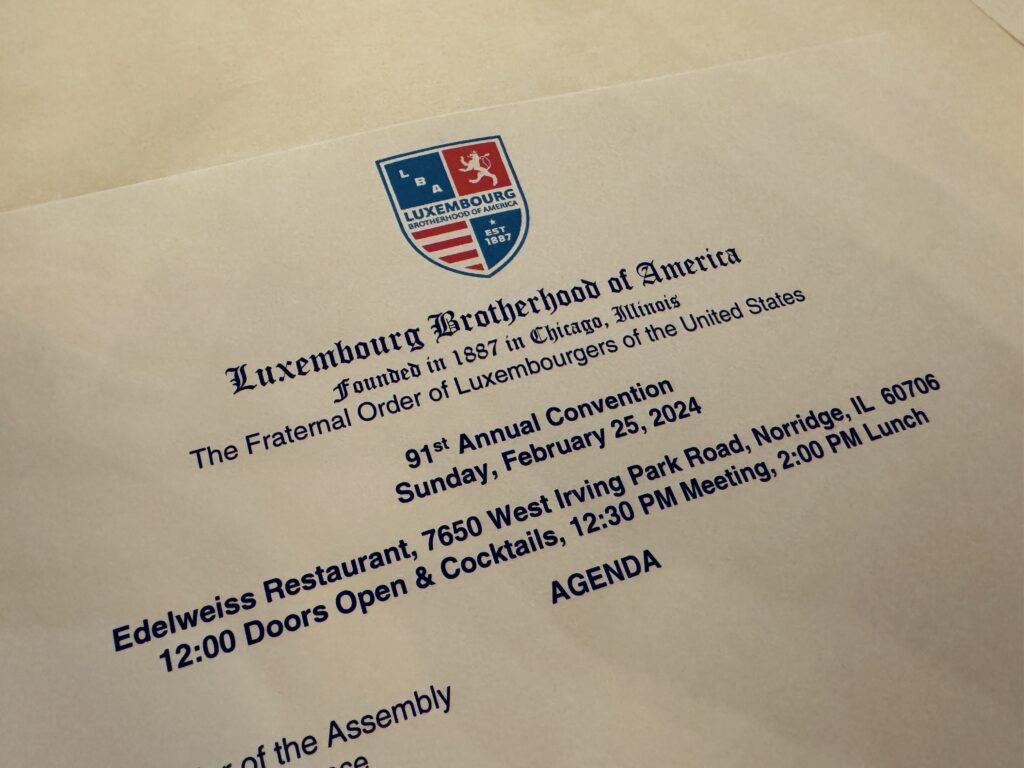 L
B
A
LUXEMBOURG
BROTHERHOOD OF AMERICA
EST
1887
Luxembourg Brotherhood of America
Founded in 1887 in Chicago, Illinois
The Fraternal Order of Luxembourgers of the United States
91st Annual Convention
Sunday, February 25, 2024
Edelweiss Restaurant, 7650 West Irving Park Road, Norridge, IL 60706
12:00 Doors Open & Cocktails, 12:30 PM Meeting, 2:00 PM Lunch
AGENDA
of the Assembly